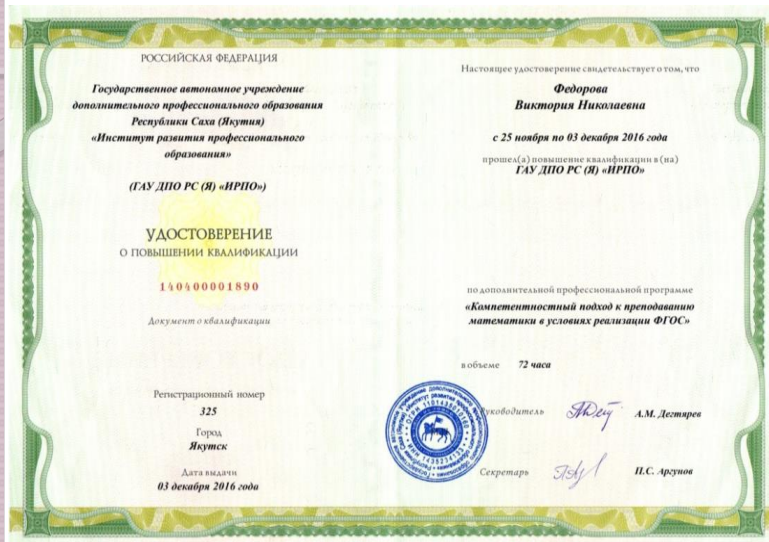 РОССИЙСКАЯ ФЕДЕРАЦИЯ
Государственное автономное учреждение
дополнительного профессионального образования
Республики Саха (Якутия)
«Институт развития профессионального
образования»
(ГАУ ДПО РС (Я) «ИРПО»)
УДОСТОВЕРЕНИЕ
О ПОВЫШЕНИИ КВАЛИФИКАЦИИ
140400001890
Документ о квалификации
Регистрационный номер
325
Город
Якутск
Дата выдачи
03 декабря 2016 года
Настоящее удостоверение свидетельствует о том, что
Федорова
Виктория Николаевна
с 25 ноября по 03 декабря 2016 года
прошел(а) повышение квалификации в (на)
ГАУ ДПО РС (Я) «ИРПО»
по дополнительной профессиональной программе
«Компетентностный подход к преподаванию
математики в условиях реализации ФГОС»
в объеме 72 часа
Руководитель А.М. Дегтярев
Секретарь П.С. Аргунов